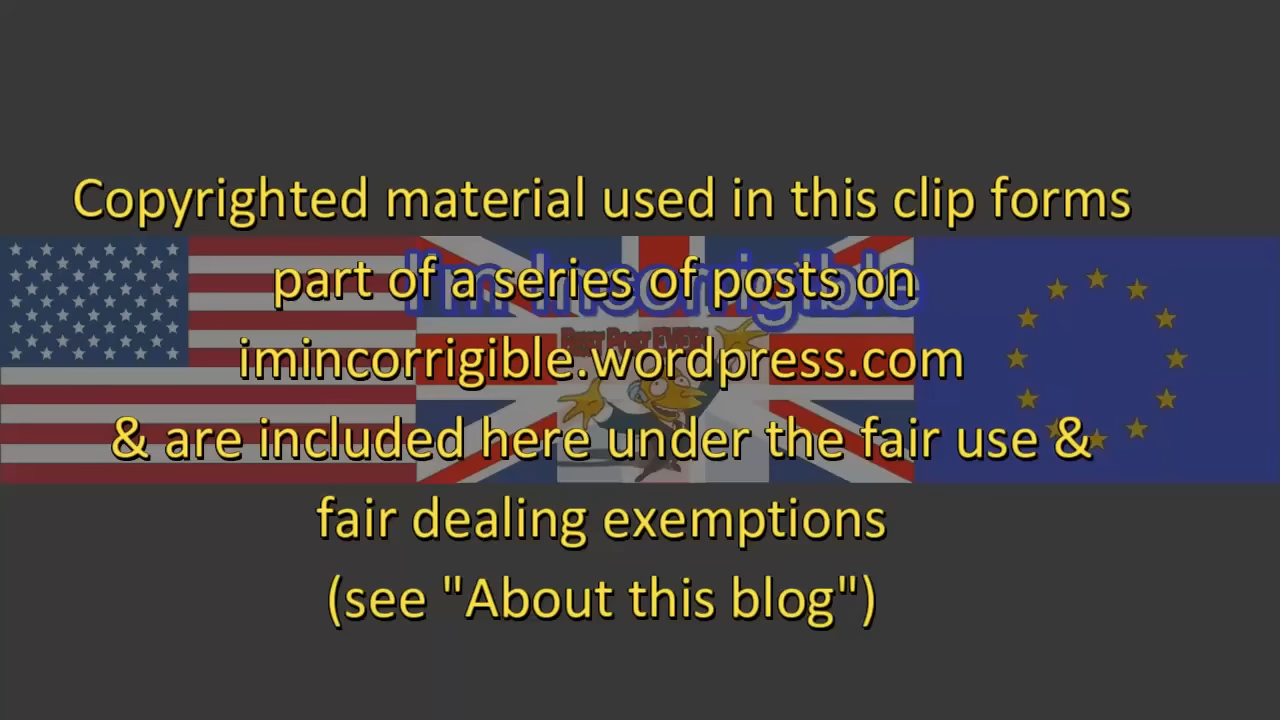 Copyrighted material used in this clip forms
part of a series of posts on
I'm Incorrigible
imincorrigible.wordpress.com
& are included here under the fair use &
fair dealing exemptions
(see "About this blog")